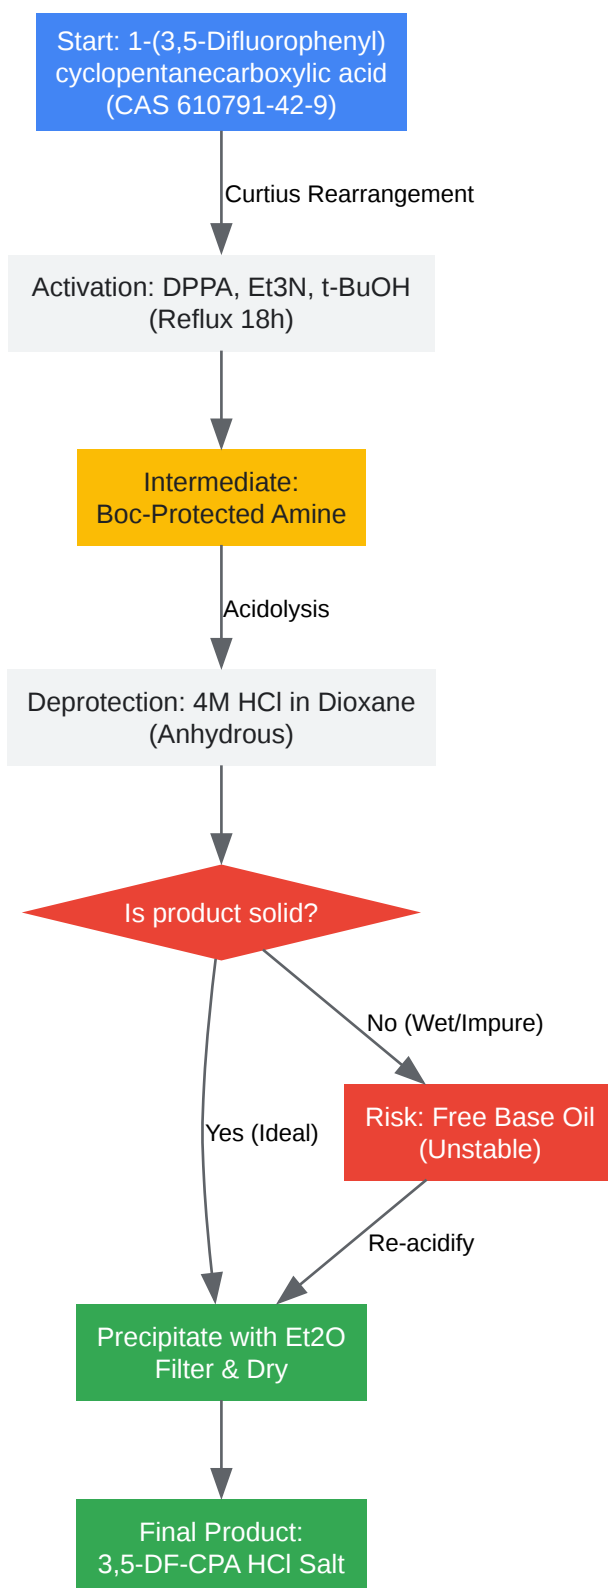 Start: 1-(3,5-Difluorophenyl)
cyclopentanecarboxylic acid
(CAS 610791-42-9)
Curtius Rearrangement
Activation: DPPA, Et3N, t-BuOH
(Reflux 18h)
Intermediate:
Boc-Protected Amine
Acidolysis
Deprotection: 4M HCl in Dioxane
(Anhydrous)
Is product solid?
No (Wet/Impure)
Risk: Free Base Oil
(Unstable)
Yes (Ideal)
Re-acidify
Precipitate with Et2O
Filter & Dry
Final Product:
3,5-DF-CPA HCl Salt